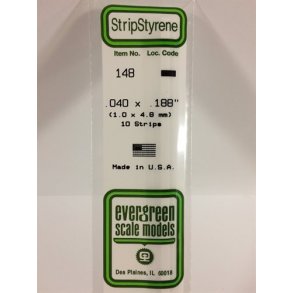 StripStyrene
Item No. Loc. Code
148
.040 x .188"
(1.0 x 4.8 mm)
10 Strips
Made in U.S.A.
evergreen
scale models
Des Plaines, IL 60018